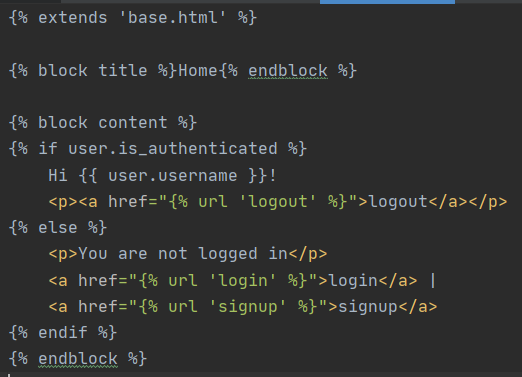 {% extends 'base.html' %}
{% block title %}Home{% endblock %}
{% block content %}
{% if user.is_authenticated %}
Hi {{ user.username }}!
<p><a href="{% url 'logout' %}">logout</a></p>
{% else %}
<p>You are not logged in</p>
<a href="{% url 'login' %}">login</a> |
<a href="{% url 'signup' %}">signup</a>
{% endif %}
{% endblock %}